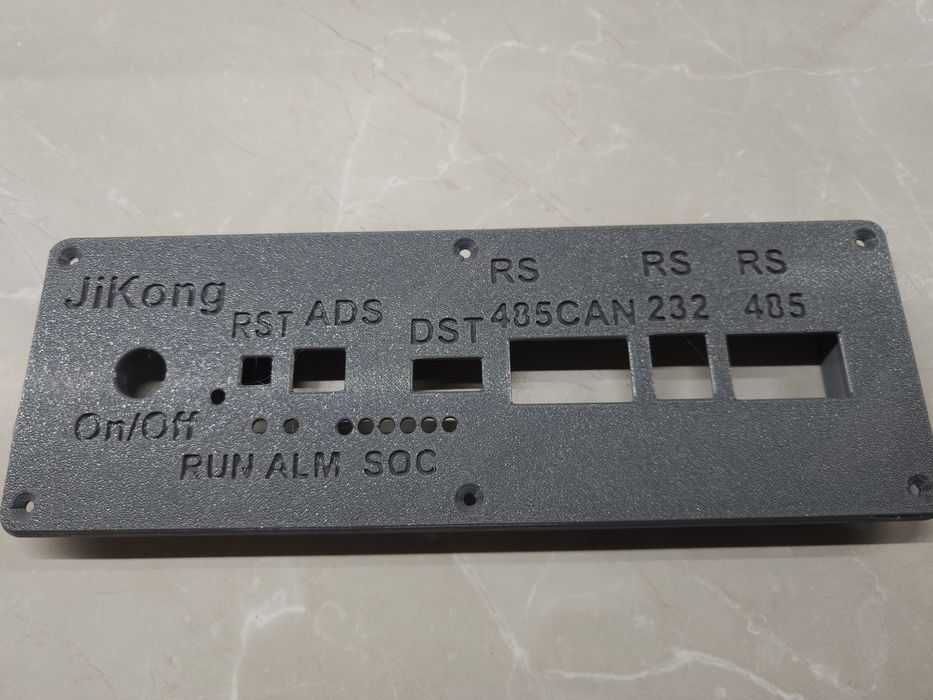 JiKong
RST ADS
DST
RS
485CAN
RS
232
RS
485
On/Off
RUN ALM SOC